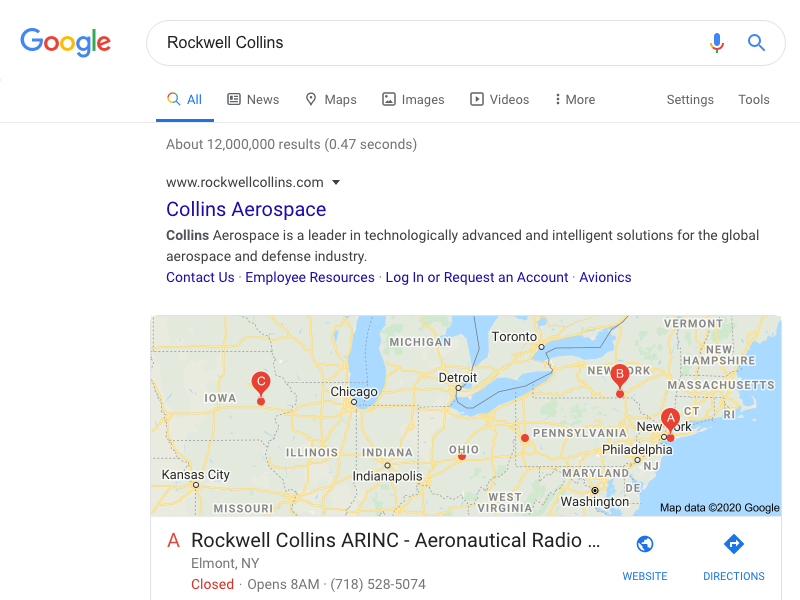 Google
Rockwell Collins
All News Maps Images Videos More Settings Tools
About 12,000,000 results (0.47 seconds)
www.rockwellcollins.com
Collins Aerospace
Collins Aerospace is a leader in technologically advanced and intelligent solutions for the global
aerospace and defense industry.
Contact Us · Employee Resources · Log In or Request an Account · Avionics
VERMONT
Toronto
MICHIGAN
NEW
HAMPSHIRE
Detroit
NEW YORK
B
C
MASSACHUSETTS
IOWA
Chicago
A
CT
RI
New York
PENNSYLVANIA
Philadelphia
ILLINOIS
INDIANA
OHIO
NJ
Kansas City
Indianapolis
MARYLAND
DE
WEST
VIRGINIA
Washington
MISSOURI
Map data ©2020 Google
A Rockwell Collins ARINC - Aeronautical Radio ...
Elmont, NY
Closed · Opens 8AM · (718) 528-5074
WEBSITE
DIRECTIONS